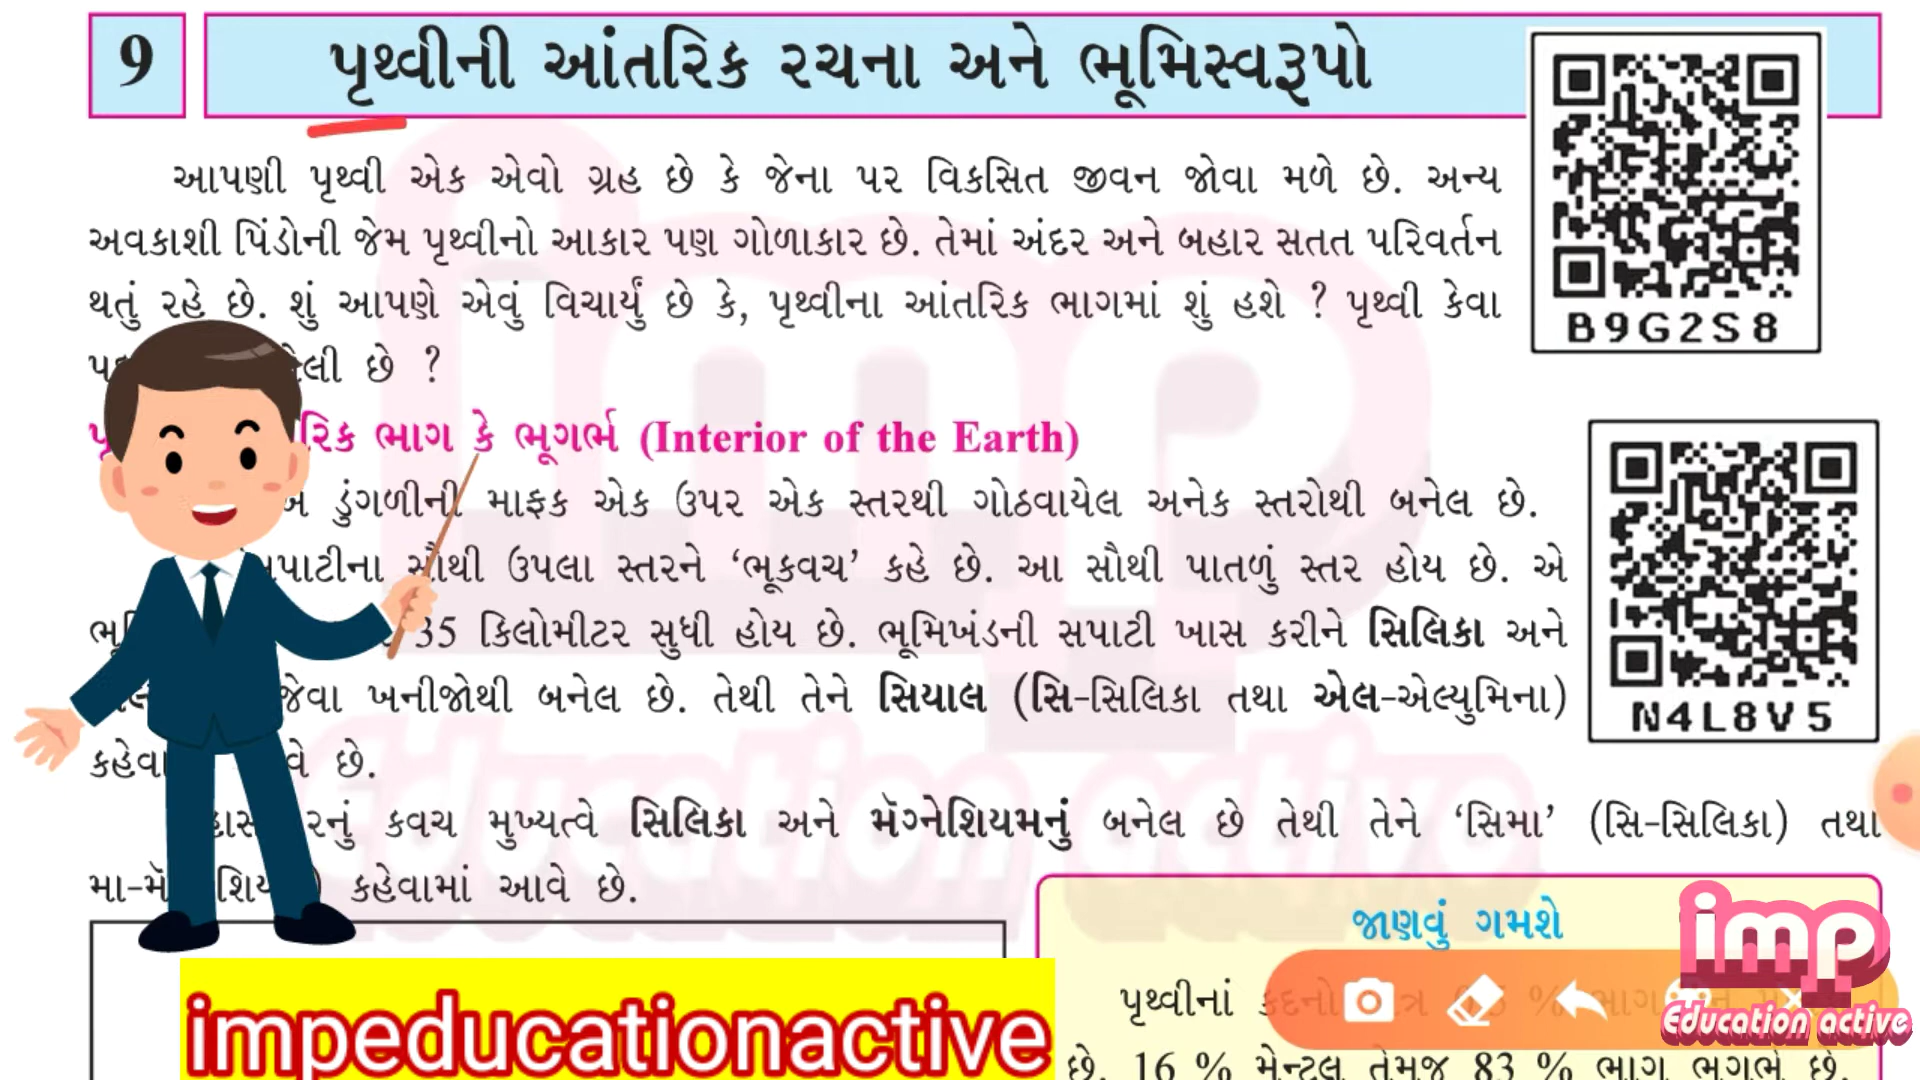 9
પૃથ્વીની આંતરિક રચના અને ભૂમિસ્વરૂપો
આપણી પૃથ્વી એક એવો ગ્રહ છે કે જેના પર વિકસિત જીવન જોવા મળે છે. અન્ય
અવકાશી પિંડોની જેમ પૃથ્વીનો આકાર પણ ગોળાકાર છે. તેમાં અંદર અને બહાર સતત પરિવર્તન
થતું રહે છે. શું આપણે એવું વિચાર્યું છે કે, પૃથ્વીના આંતરિક ભાગમાં શું હશે ? પૃથ્વી કેવા
છે ?
B9G2S8
ભાગ કે ભૂગર્ભ (Interior of the Earth)
ડુંગળીની માફક એક ઉપર એક સ્તરથી ગોઠવાયેલ અનેક સ્તરોથી બનેલ છે.
સૌથી ઉપલા સ્તરને ‘ભૂકવચ’ કહે છે. આ સૌથી પાતળું સ્તર હોય છે. એ
35 કિલોમીટર સુધી હોય છે. ભૂમિખંડની સપાટી ખાસ કરીને સિલિકા અને
જેવા ખનીજોથી બનેલ છે. તેથી તેને સિયાલ (સિ-સિલિકા તથા એલ-એલ્યુમિના)
છે.
N4L8V5
કવચ મુખ્યત્વે સિલિકા અને મૅગ્નેશિયમનું બનેલ છે તેથી તેને ‘સિમા’ (સિ-સિલિકા) તથા
કહેવામાં આવે છે.
જાણવું ગમશે
પૃથ્વીનાં % ભાગ
છે. 16 % મેન્ટલ તેમજ 83 % ભાગ ભૂગર્ભ છે.
impeducationactive
imp
Education active
imp
Education active